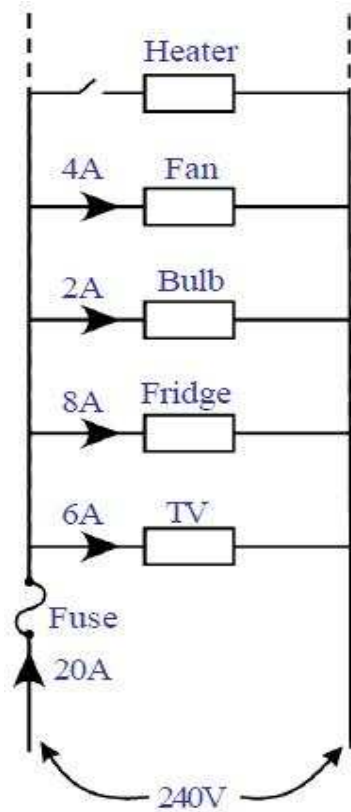 Heater
4A Fan
2A Bulb
8A Fridge
6A TV
Fuse
20A
240V